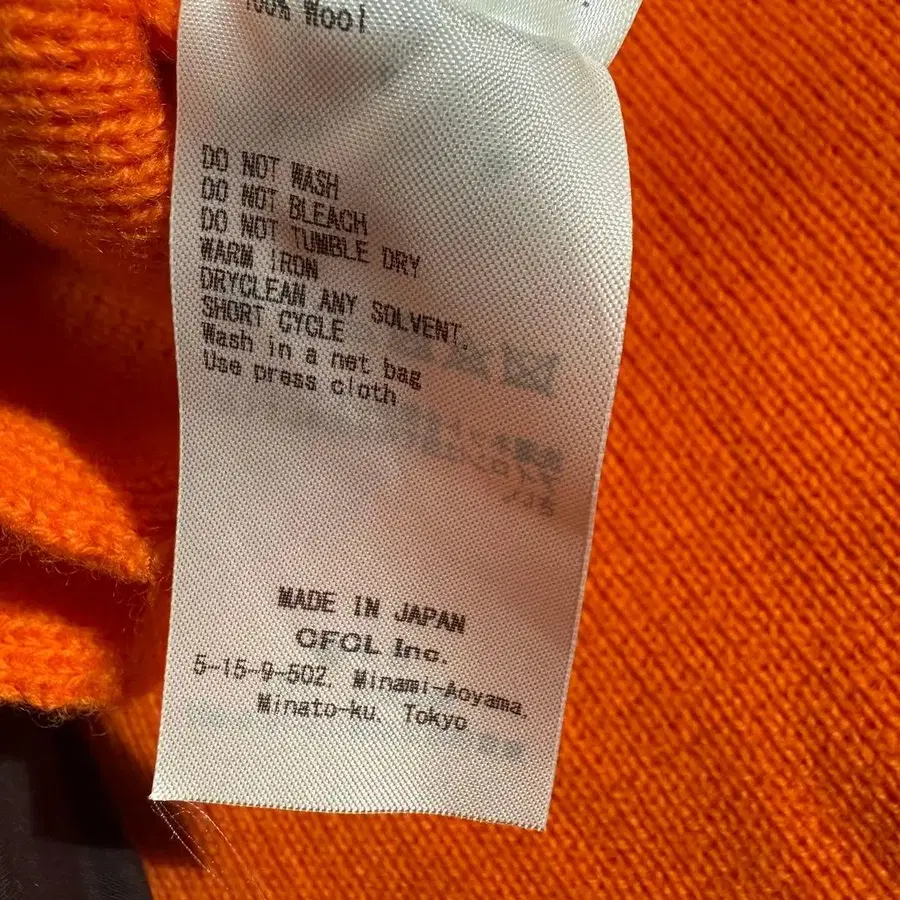 100% Wool
DO NOT WASH
DO NOT BLEACH
DO NOT TUMBLE DRY
WARM IRON
DRYCLEAN ANY SOLVENT.
SHORT CYCLE
Wash in a net bag
Use press cloth
MADE IN JAPAN
CFCL Inc.
5-15-9-502, Minami-Aoyama,
Minato-ku, Tokyo